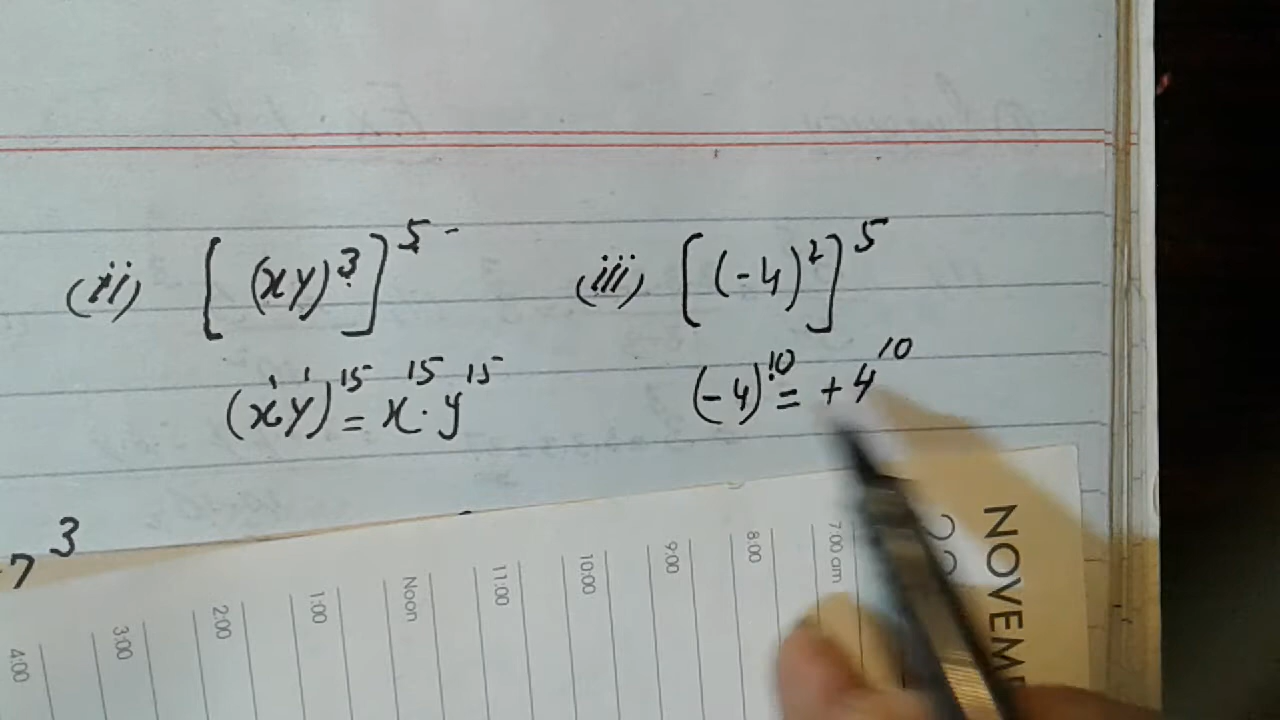 (ii) [(xy)³]⁵ (iii) [(-4)²]⁵
(x¹y¹)¹⁵ = x¹⁵·y¹⁵ (-4)¹⁰ = +4¹⁰
7³
NOVEM
7:00 am
8:00
9:00
10:00
11:00
Noon
1:00
2:00
3:00
4:00